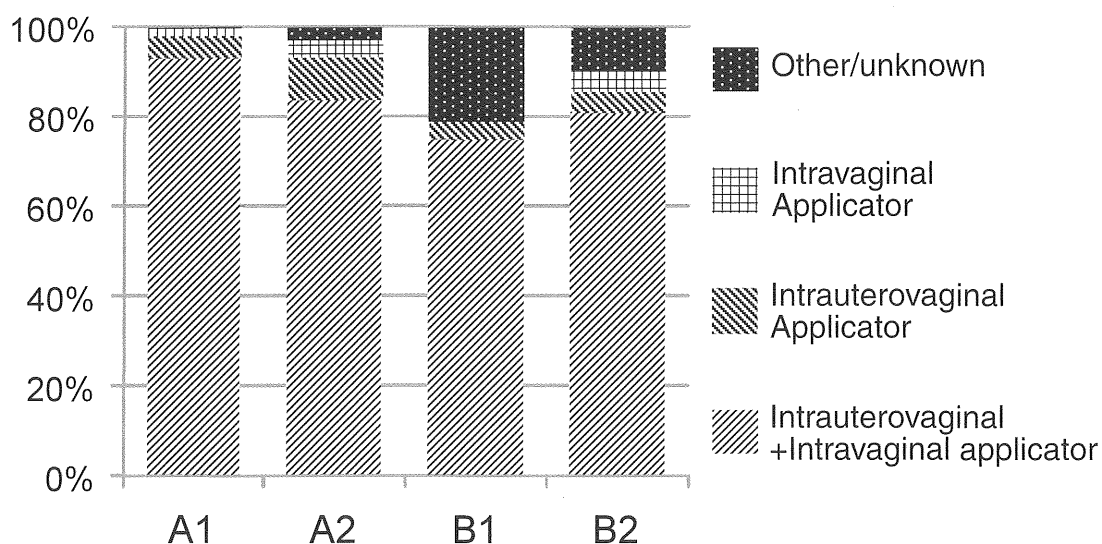 100%
80%
60%
40%
20%
0%
A1 A2 B1 B2
Other/unknown
Intravaginal
Applicator
Intrauterovaginal
Applicator
Intrauterovaginal
+Intravaginal applicator